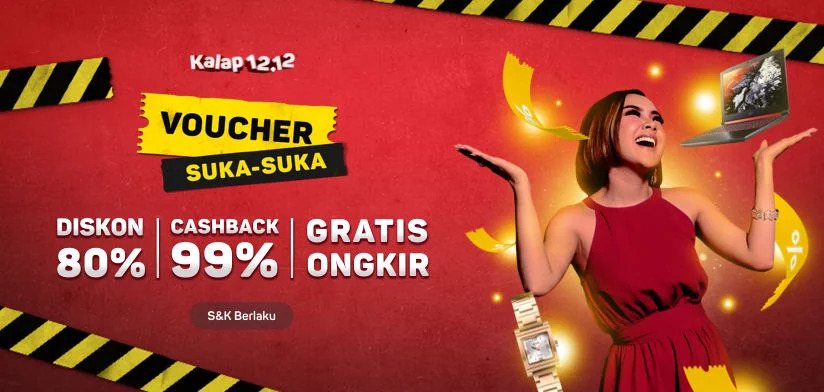 Kalap 12.12
VOUCHER
SUKA-SUKA
DISKON
80%
CASHBACK
99%
GRATIS
ONGKIR
S&K Berlaku
%